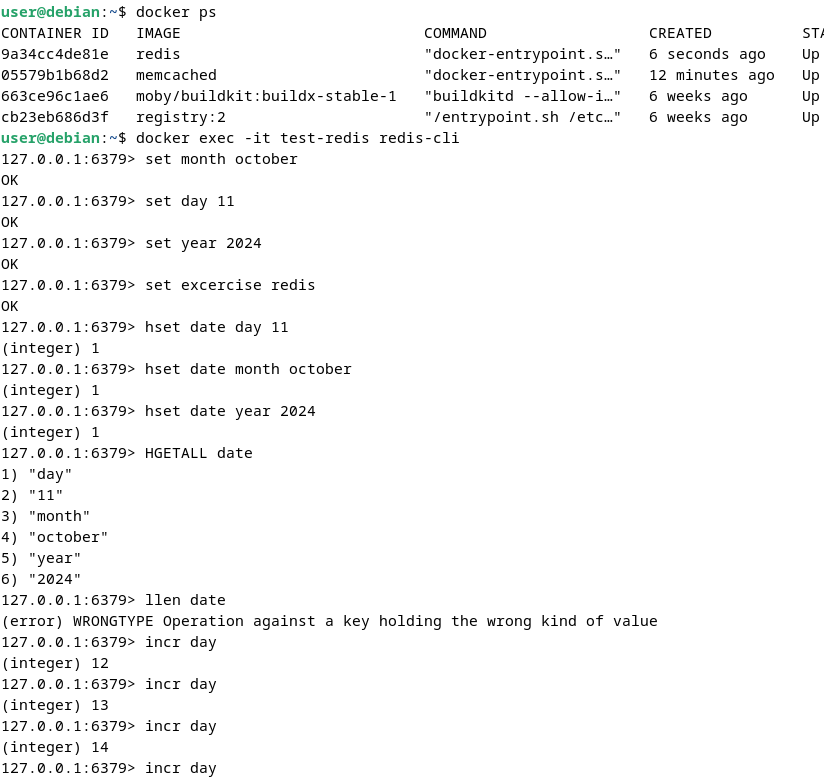 user@debian:~$ docker ps
CONTAINER ID   IMAGE                           COMMAND                  CREATED          STA
9a34cc4de81e   redis                           "docker-entrypoint.s…"   6 seconds ago    Up
05579b1b68d2   memcached                       "docker-entrypoint.s…"   12 minutes ago   Up
663ce96c1ae6   moby/buildkit:buildx-stable-1   "buildkitd --allow-i…"   6 weeks ago      Up
cb23eb686d3f   registry:2                      "/entrypoint.sh /etc…"   6 weeks ago      Up
user@debian:~$ docker exec -it test-redis redis-cli
127.0.0.1:6379> set month october
OK
127.0.0.1:6379> set day 11
OK
127.0.0.1:6379> set year 2024
OK
127.0.0.1:6379> set excercise redis
OK
127.0.0.1:6379> hset date day 11
(integer) 1
127.0.0.1:6379> hset date month october
(integer) 1
127.0.0.1:6379> hset date year 2024
(integer) 1
127.0.0.1:6379> HGETALL date
1) "day"
2) "11"
3) "month"
4) "october"
5) "year"
6) "2024"
127.0.0.1:6379> llen date
(error) WRONGTYPE Operation against a key holding the wrong kind of value
127.0.0.1:6379> incr day
(integer) 12
127.0.0.1:6379> incr day
(integer) 13
127.0.0.1:6379> incr day
(integer) 14
127.0.0.1:6379> incr day